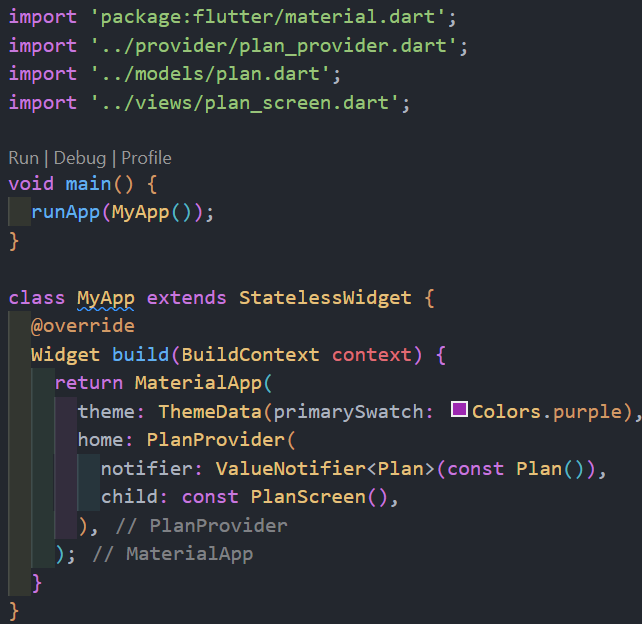 import 'package:flutter/material.dart';
import '../provider/plan_provider.dart';
import '../models/plan.dart';
import '../views/plan_screen.dart';
Run | Debug | Profile
void main() {
  runApp(MyApp());
}
class MyApp extends StatelessWidget {
  @override
  Widget build(BuildContext context) {
    return MaterialApp(
      theme: ThemeData(primarySwatch: Colors.purple),
      home: PlanProvider(
        notifier: ValueNotifier<Plan>(const Plan()),
        child: const PlanScreen(),
      ), // PlanProvider
    ); // MaterialApp
  }
}